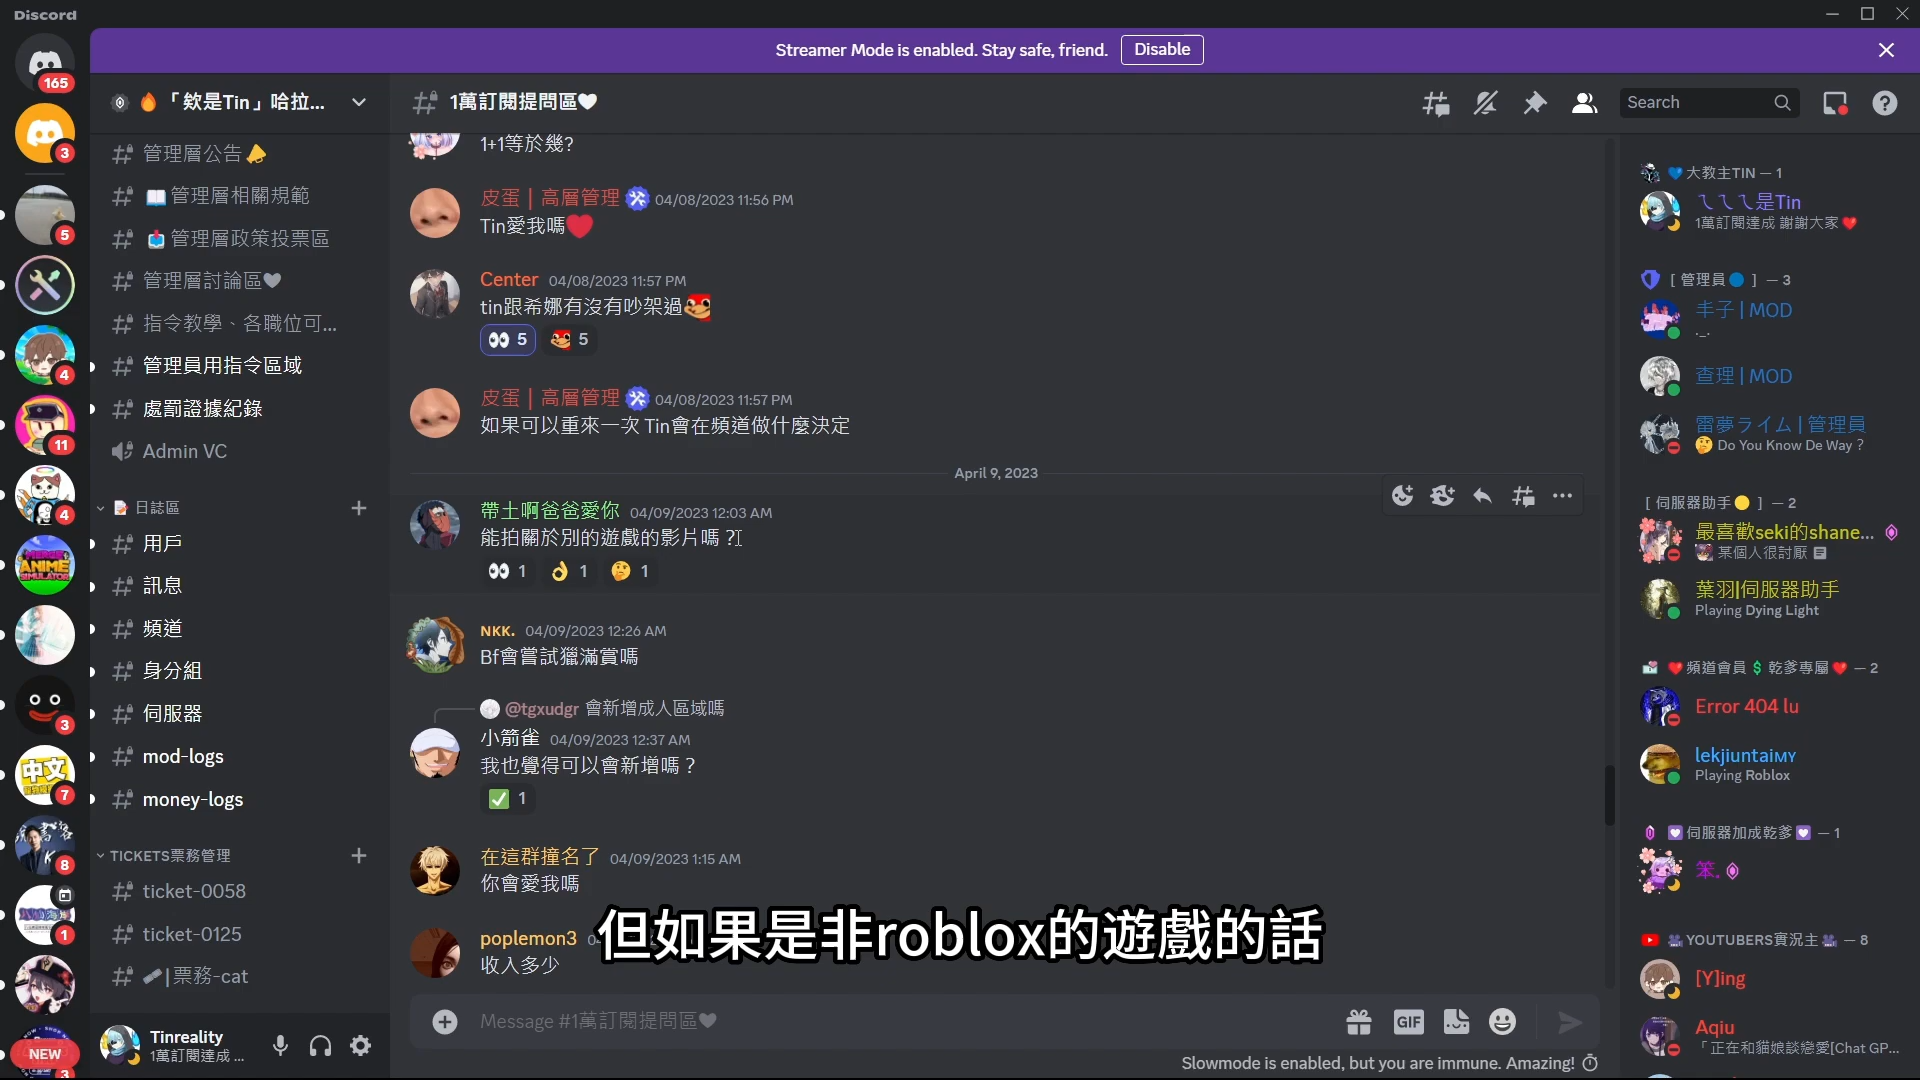 Discord
Streamer Mode is enabled. Stay safe, friend.
Disable
165
3
5
4
11
4
3
中文
7
8
1
NEW
3
MERGE
ANIME
SIMULATOR
「欸是Tin」哈拉...
管理層公告📣
📖管理層相關規範
📩管理層政策投票區
管理層討論區🖤
指令教學、各職位可...
管理員用指令區域
處罰證據紀錄
Admin VC
📝 日誌區
用戶
訊息
頻道
身分組
伺服器
mod-logs
money-logs
TICKETS票務管理
ticket-0058
ticket-0125
|票務-cat
Tinreality
1萬訂閱達成 ...
1萬訂閱提問區🤍
Search
1+1等於幾?
皮蛋 | 高層管理 04/08/2023 11:56 PM
Tin愛我嗎❤️
Center 04/08/2023 11:57 PM
tin跟希娜有沒有吵架過
👀 5 5
皮蛋 | 高層管理 04/08/2023 11:57 PM
如果可以重來一次 Tin會在頻道做什麼決定
April 9, 2023
帶土啊爸爸愛你 04/09/2023 12:03 AM
能拍關於別的遊戲的影片嗎 ?
👀 1 👌 1 🤔 1
NKK. 04/09/2023 12:26 AM
Bf會嘗試獵滿賞嗎
@tgxudgr 會新增成人區域嗎
小箭雀 04/09/2023 12:37 AM
我也覺得可以會新增嗎？
✅ 1
在這群撞名了 04/09/2023 1:15 AM
你會愛我嗎
poplemon3
收入多少
但如果是非roblox的遊戲的話
Message #1萬訂閱提問區🖤
GIF
Slowmode is enabled, but you are immune. Amazing!
💙大教主TIN — 1
ㄟㄟㄟ是Tin
1萬訂閱達成 謝謝大家❤️
[ 管理員🔵 ] — 3
丰子 | MOD
._.
查理 | MOD
雷夢ライム | 管理員
🤔 Do You Know De Way ?
[ 伺服器助手🟡 ] — 2
最喜歡seki的shane...
某個人很討厭
葉羽|伺服器助手
Playing Dying Light
❤️頻道會員💲乾爹專屬❤️ — 2
Error 404 lu
lekjiuntaiMY
Playing Roblox
💟伺服器加成乾爹💟 — 1
笨.
🎥YOUTUBERS實況主🎥 — 8
[Y]ing
Aqiu
「正在和貓娘談戀愛[Chat GP...